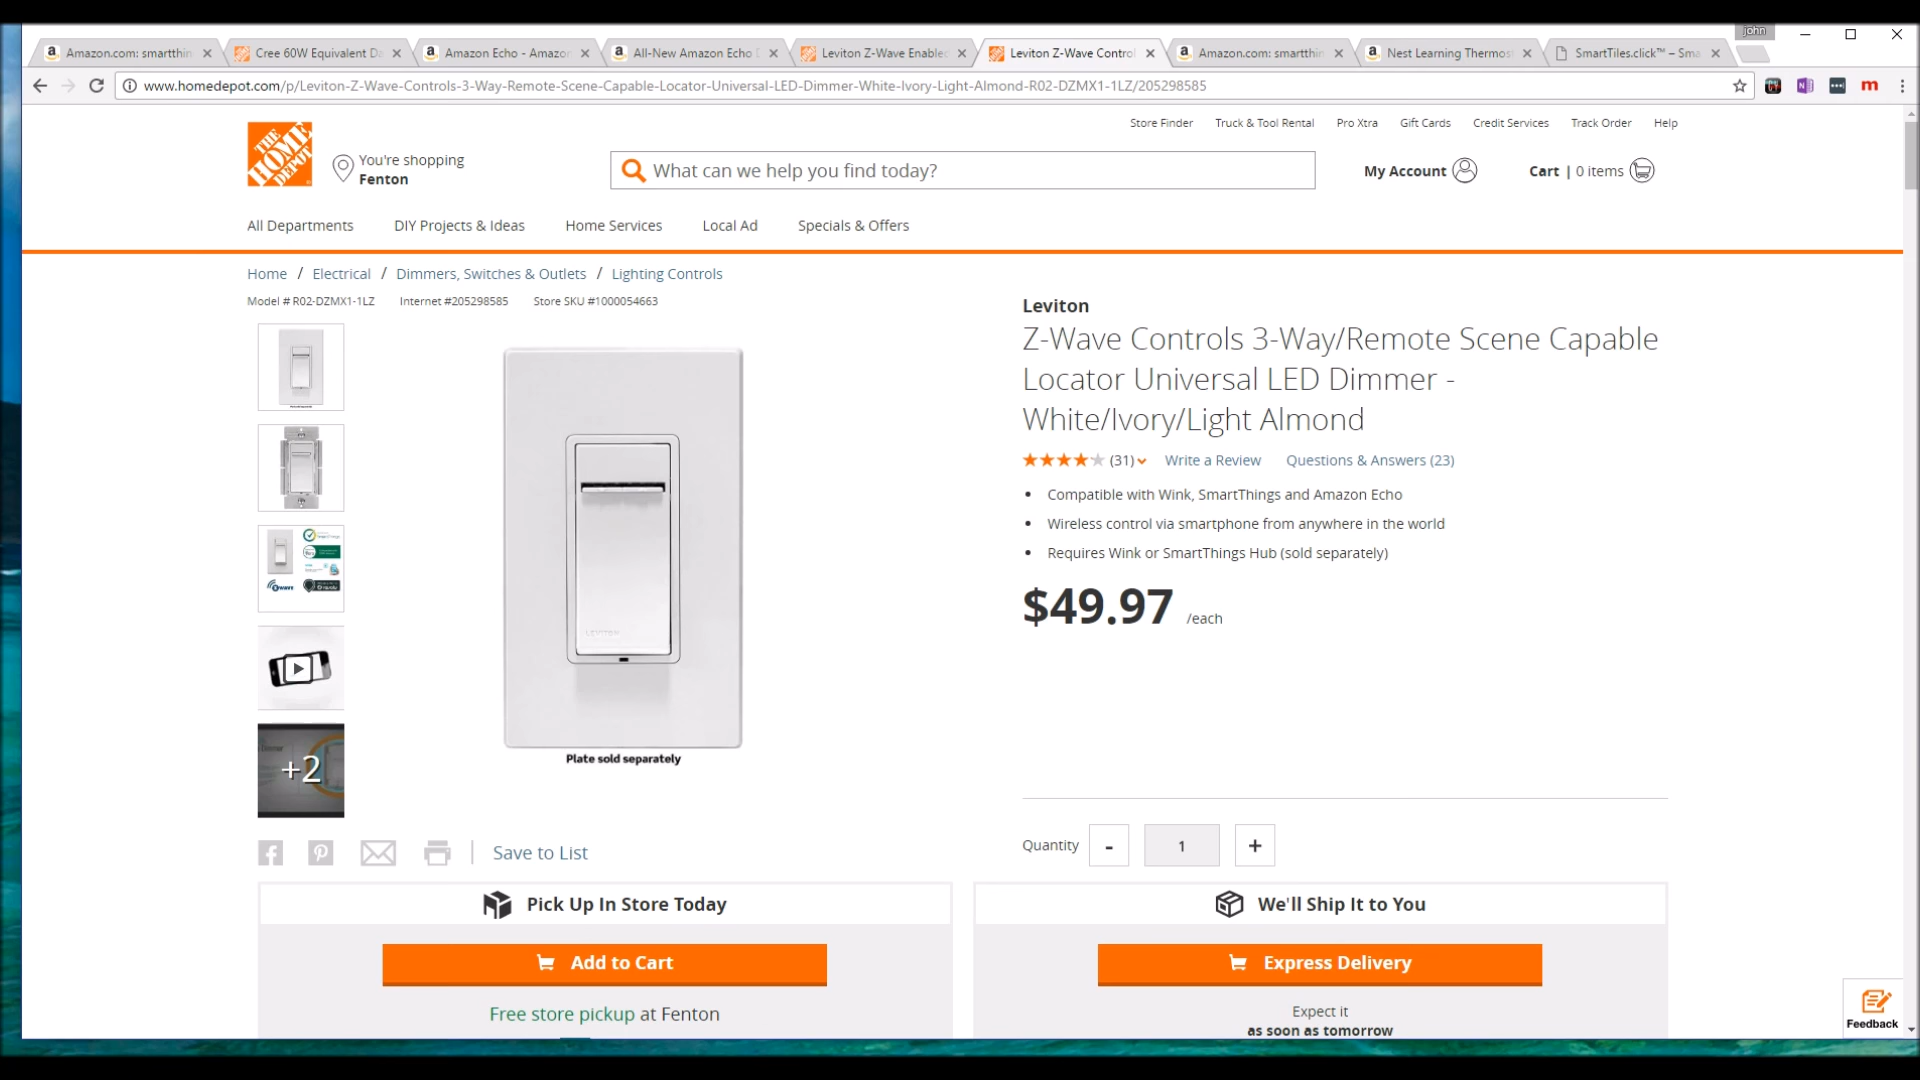 john
Amazon.com: smartthin
Cree 60W Equivalent Da
Amazon Echo - Amazon
All-New Amazon Echo D
Leviton Z-Wave Enabled
Leviton Z-Wave Control
Amazon.com: smartthin
Nest Learning Thermos
SmartTiles.click™ – Sma
www.homedepot.com/p/Leviton-Z-Wave-Controls-3-Way-Remote-Scene-Capable-Locator-Universal-LED-Dimmer-White-Ivory-Light-Almond-R02-DZMX1-1LZ/205298585
Store Finder Truck & Tool Rental Pro Xtra Gift Cards Credit Services Track Order Help
THE HOME DEPOT
You're shopping
Fenton
What can we help you find today?
My Account
Cart | 0 items
All Departments DIY Projects & Ideas Home Services Local Ad Specials & Offers
Home / Electrical / Dimmers, Switches & Outlets / Lighting Controls
Model # R02-DZMX1-1LZ Internet #205298585 Store SKU #1000054663
Leviton
Z-Wave Controls 3-Way/Remote Scene Capable
Locator Universal LED Dimmer -
White/Ivory/Light Almond
(31) Write a Review Questions & Answers (23)
• Compatible with Wink, SmartThings and Amazon Echo
• Wireless control via smartphone from anywhere in the world
• Requires Wink or SmartThings Hub (sold separately)
$49.97 /each
LEVITON
Plate sold separately
+2
Save to List
Quantity - 1 +
Pick Up In Store Today
Add to Cart
Free store pickup at Fenton
We'll Ship It to You
Express Delivery
Expect it
as soon as tomorrow
Feedback